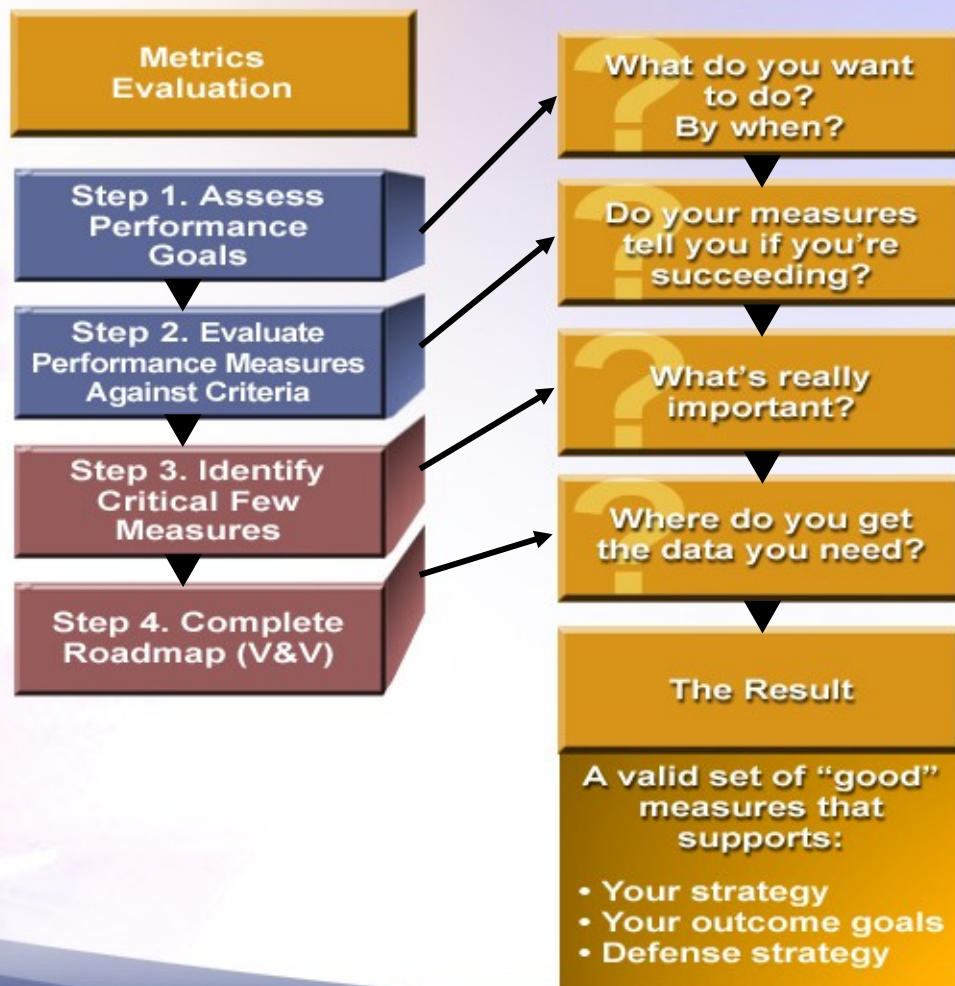 Metrics
Evaluation
Step 1. Assess
Performance
Goals
Step 2. Evaluate
Performance Measures
Against Criteria
Step 3. Identify
Critical Few
Measures
Step 4. Complete
Roadmap (V&V)
?
What do you want
to do?
By when?
?
Do your measures
tell you if you’re
succeeding?
?
What’s really
important?
?
Where do you get
the data you need?
The Result
A valid set of “good”
measures that
supports:
• Your strategy
• Your outcome goals
• Defense strategy